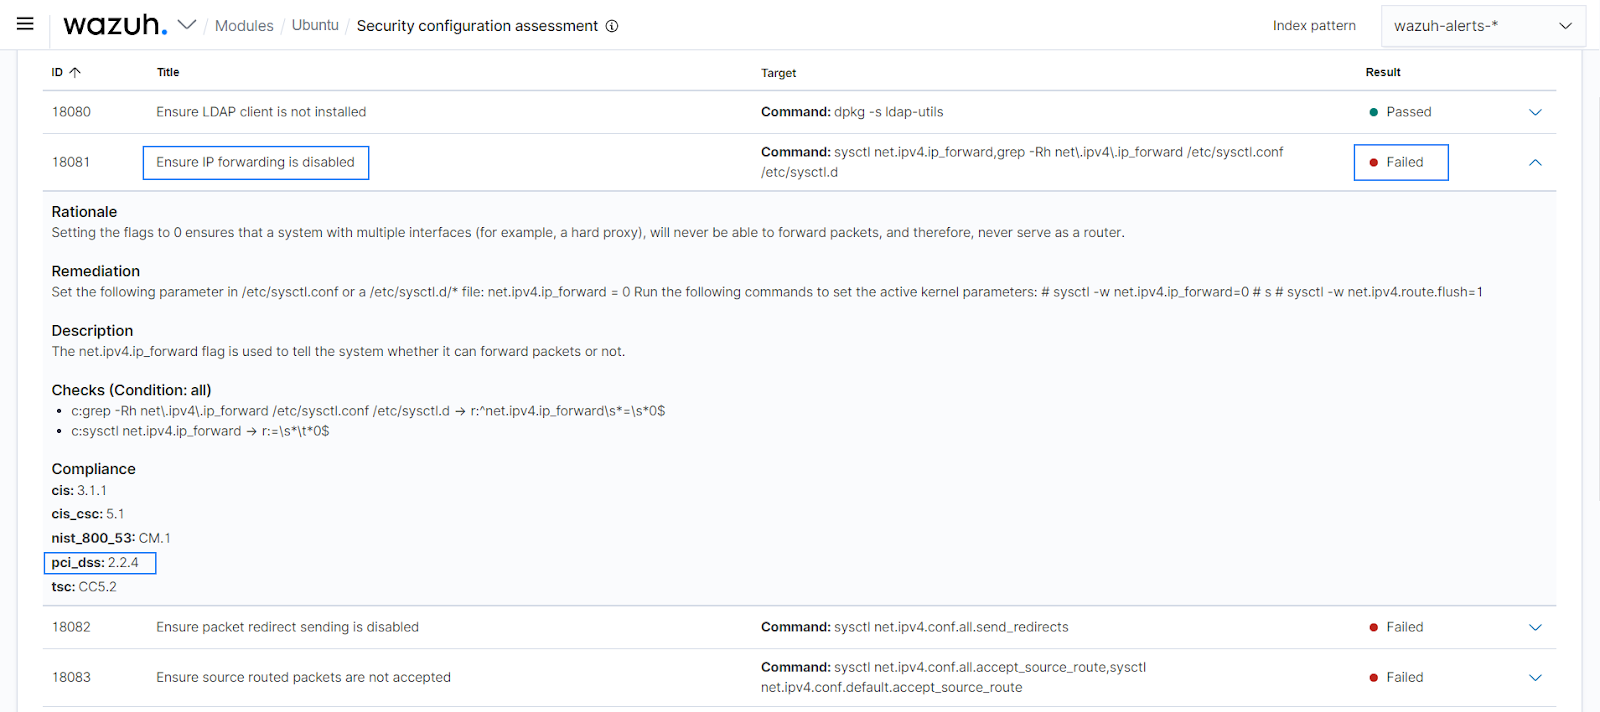 wazuh. / Modules / Ubuntu / Security configuration assessment Index pattern wazuh-alerts-*
ID Title Target Result
18080 Ensure LDAP client is not installed Command: dpkg -s ldap-utils Passed
18081 Ensure IP forwarding is disabled Command: sysctl net.ipv4.ip_forward,grep -Rh net\.ipv4\.ip_forward /etc/sysctl.conf Failed
/etc/sysctl.d
Rationale
Setting the flags to 0 ensures that a system with multiple interfaces (for example, a hard proxy), will never be able to forward packets, and therefore, never serve as a router.
Remediation
Set the following parameter in /etc/sysctl.conf or a /etc/sysctl.d/* file: net.ipv4.ip_forward = 0 Run the following commands to set the active kernel parameters: # sysctl -w net.ipv4.ip_forward=0 # s # sysctl -w net.ipv4.route.flush=1
Description
The net.ipv4.ip_forward flag is used to tell the system whether it can forward packets or not.
Checks (Condition: all)
• c:grep -Rh net\.ipv4\.ip_forward /etc/sysctl.conf /etc/sysctl.d → r:^net.ipv4.ip_forward\s*=\s*0$
• c:sysctl net.ipv4.ip_forward → r:=\s*\t*0$
Compliance
cis: 3.1.1
cis_csc: 5.1
nist_800_53: CM.1
pci_dss: 2.2.4
tsc: CC5.2
18082 Ensure packet redirect sending is disabled Command: sysctl net.ipv4.conf.all.send_redirects Failed
18083 Ensure source routed packets are not accepted Command: sysctl net.ipv4.conf.all.accept_source_route,sysctl Failed
net.ipv4.conf.default.accept_source_route